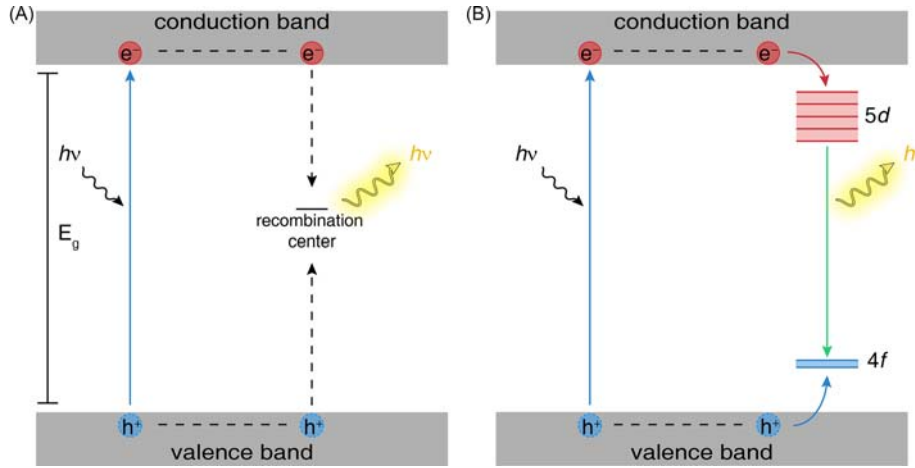 (A)
conduction band
e⁻
e⁻
hν
hν
E_g
recombination
center
h⁺
h⁺
valence band
(B)
conduction band
e⁻
e⁻
5d
hν
h
4f
h⁺
h⁺
valence band